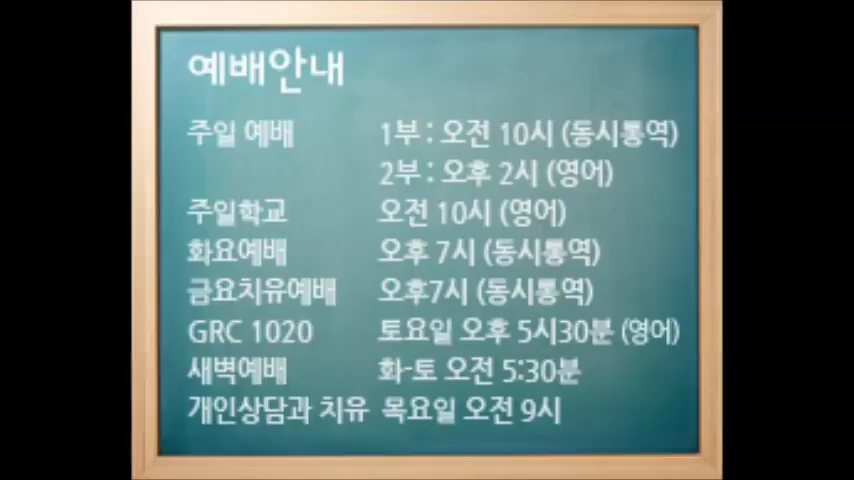 예배안내
주일 예배 1부 : 오전 10시 (동시통역)
2부 : 오후 2시 (영어)
주일학교 오전 10시 (영어)
화요예배 오후 7시 (동시통역)
금요치유예배 오후7시 (동시통역)
GRC 1020 토요일 오후 5시30분 (영어)
새벽예배 화-토 오전 5:30분
개인상담과 치유 목요일 오전 9시